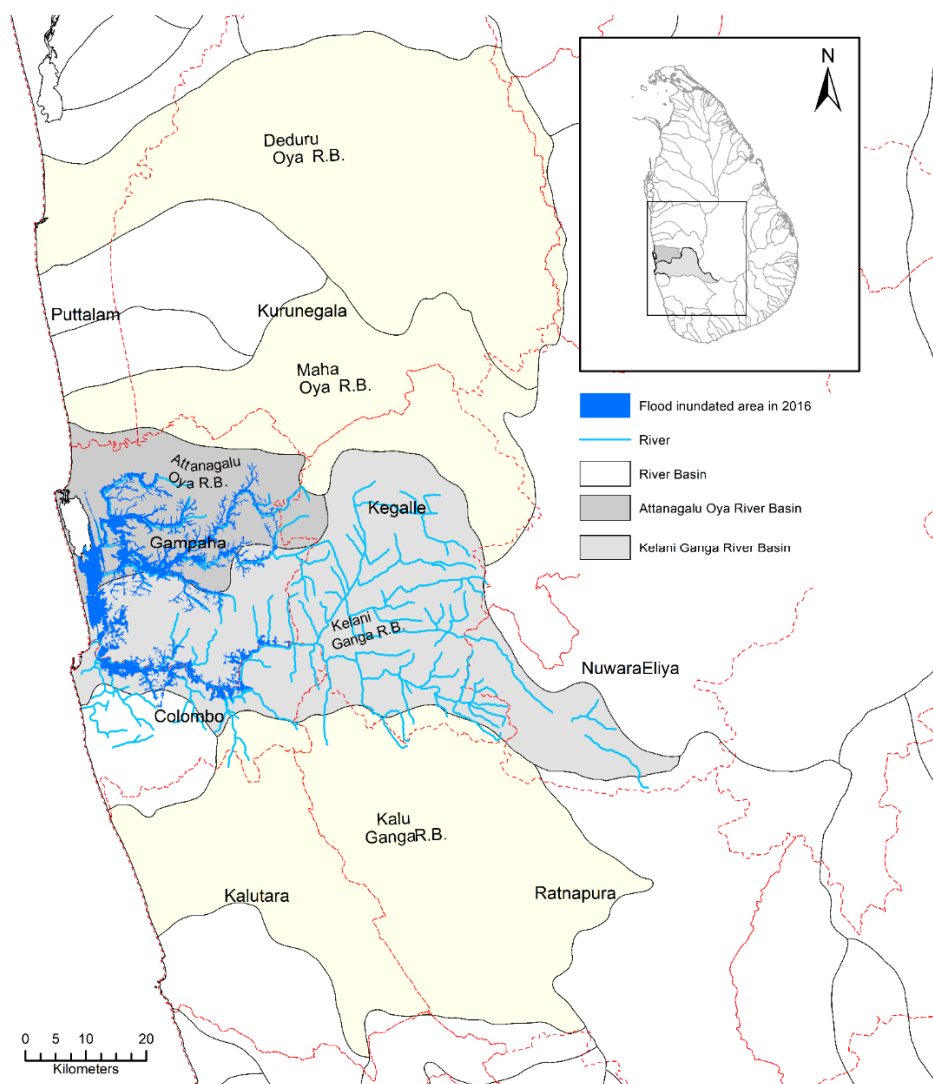 N
Deduru
Oya R.B.
Puttalam
Kurunegala
Maha
Oya R.B.
Flood inundated area in 2016
River
River Basin
Attanagalu Oya River Basin
Kelani Ganga River Basin
Attanagalu
Oya R.B.
Kegalle
Gampaha
Kelani
Ganga R.B.
NuwaraEliya
Colombo
Kalu
GangaR.B.
Kalutara
Ratnapura
0 5 10 20
Kilometers